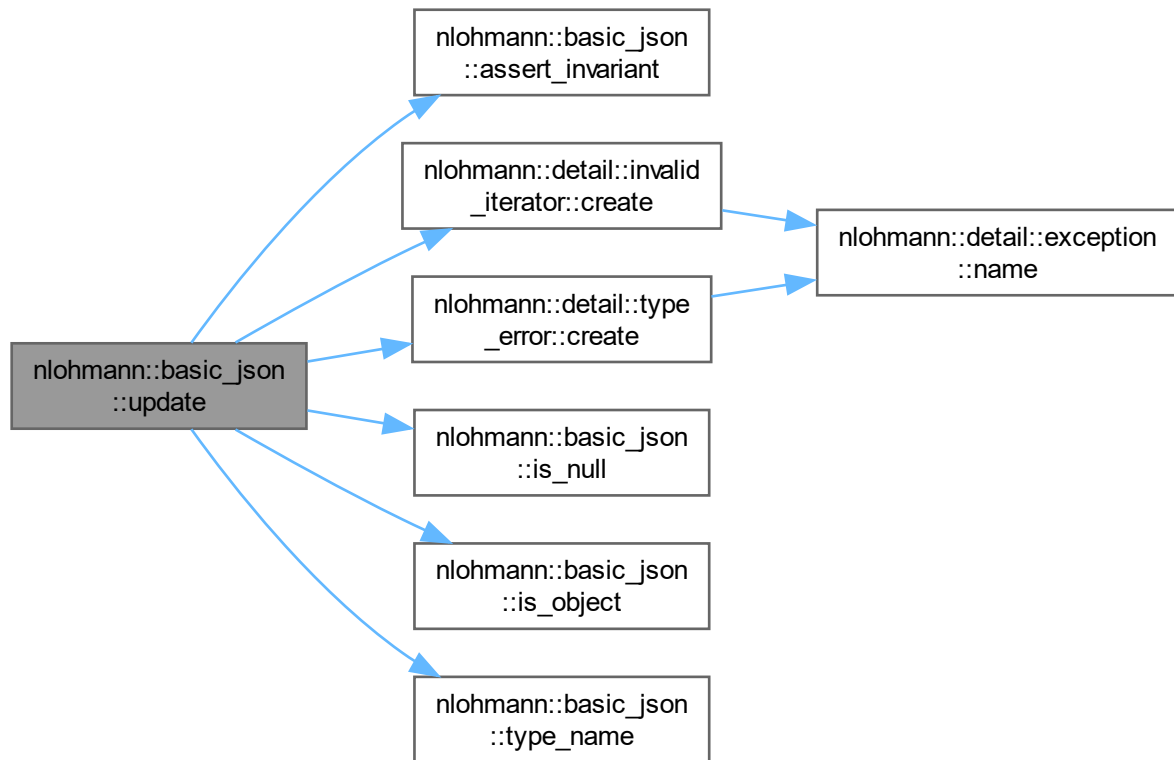 nlohmann::basic_json
::assert_invariant
nlohmann::detail::invalid
_iterator::create
nlohmann::detail::exception
::name
nlohmann::detail::type
_error::create
nlohmann::basic_json
::update
nlohmann::basic_json
::is_null
nlohmann::basic_json
::is_object
nlohmann::basic_json
::type_name